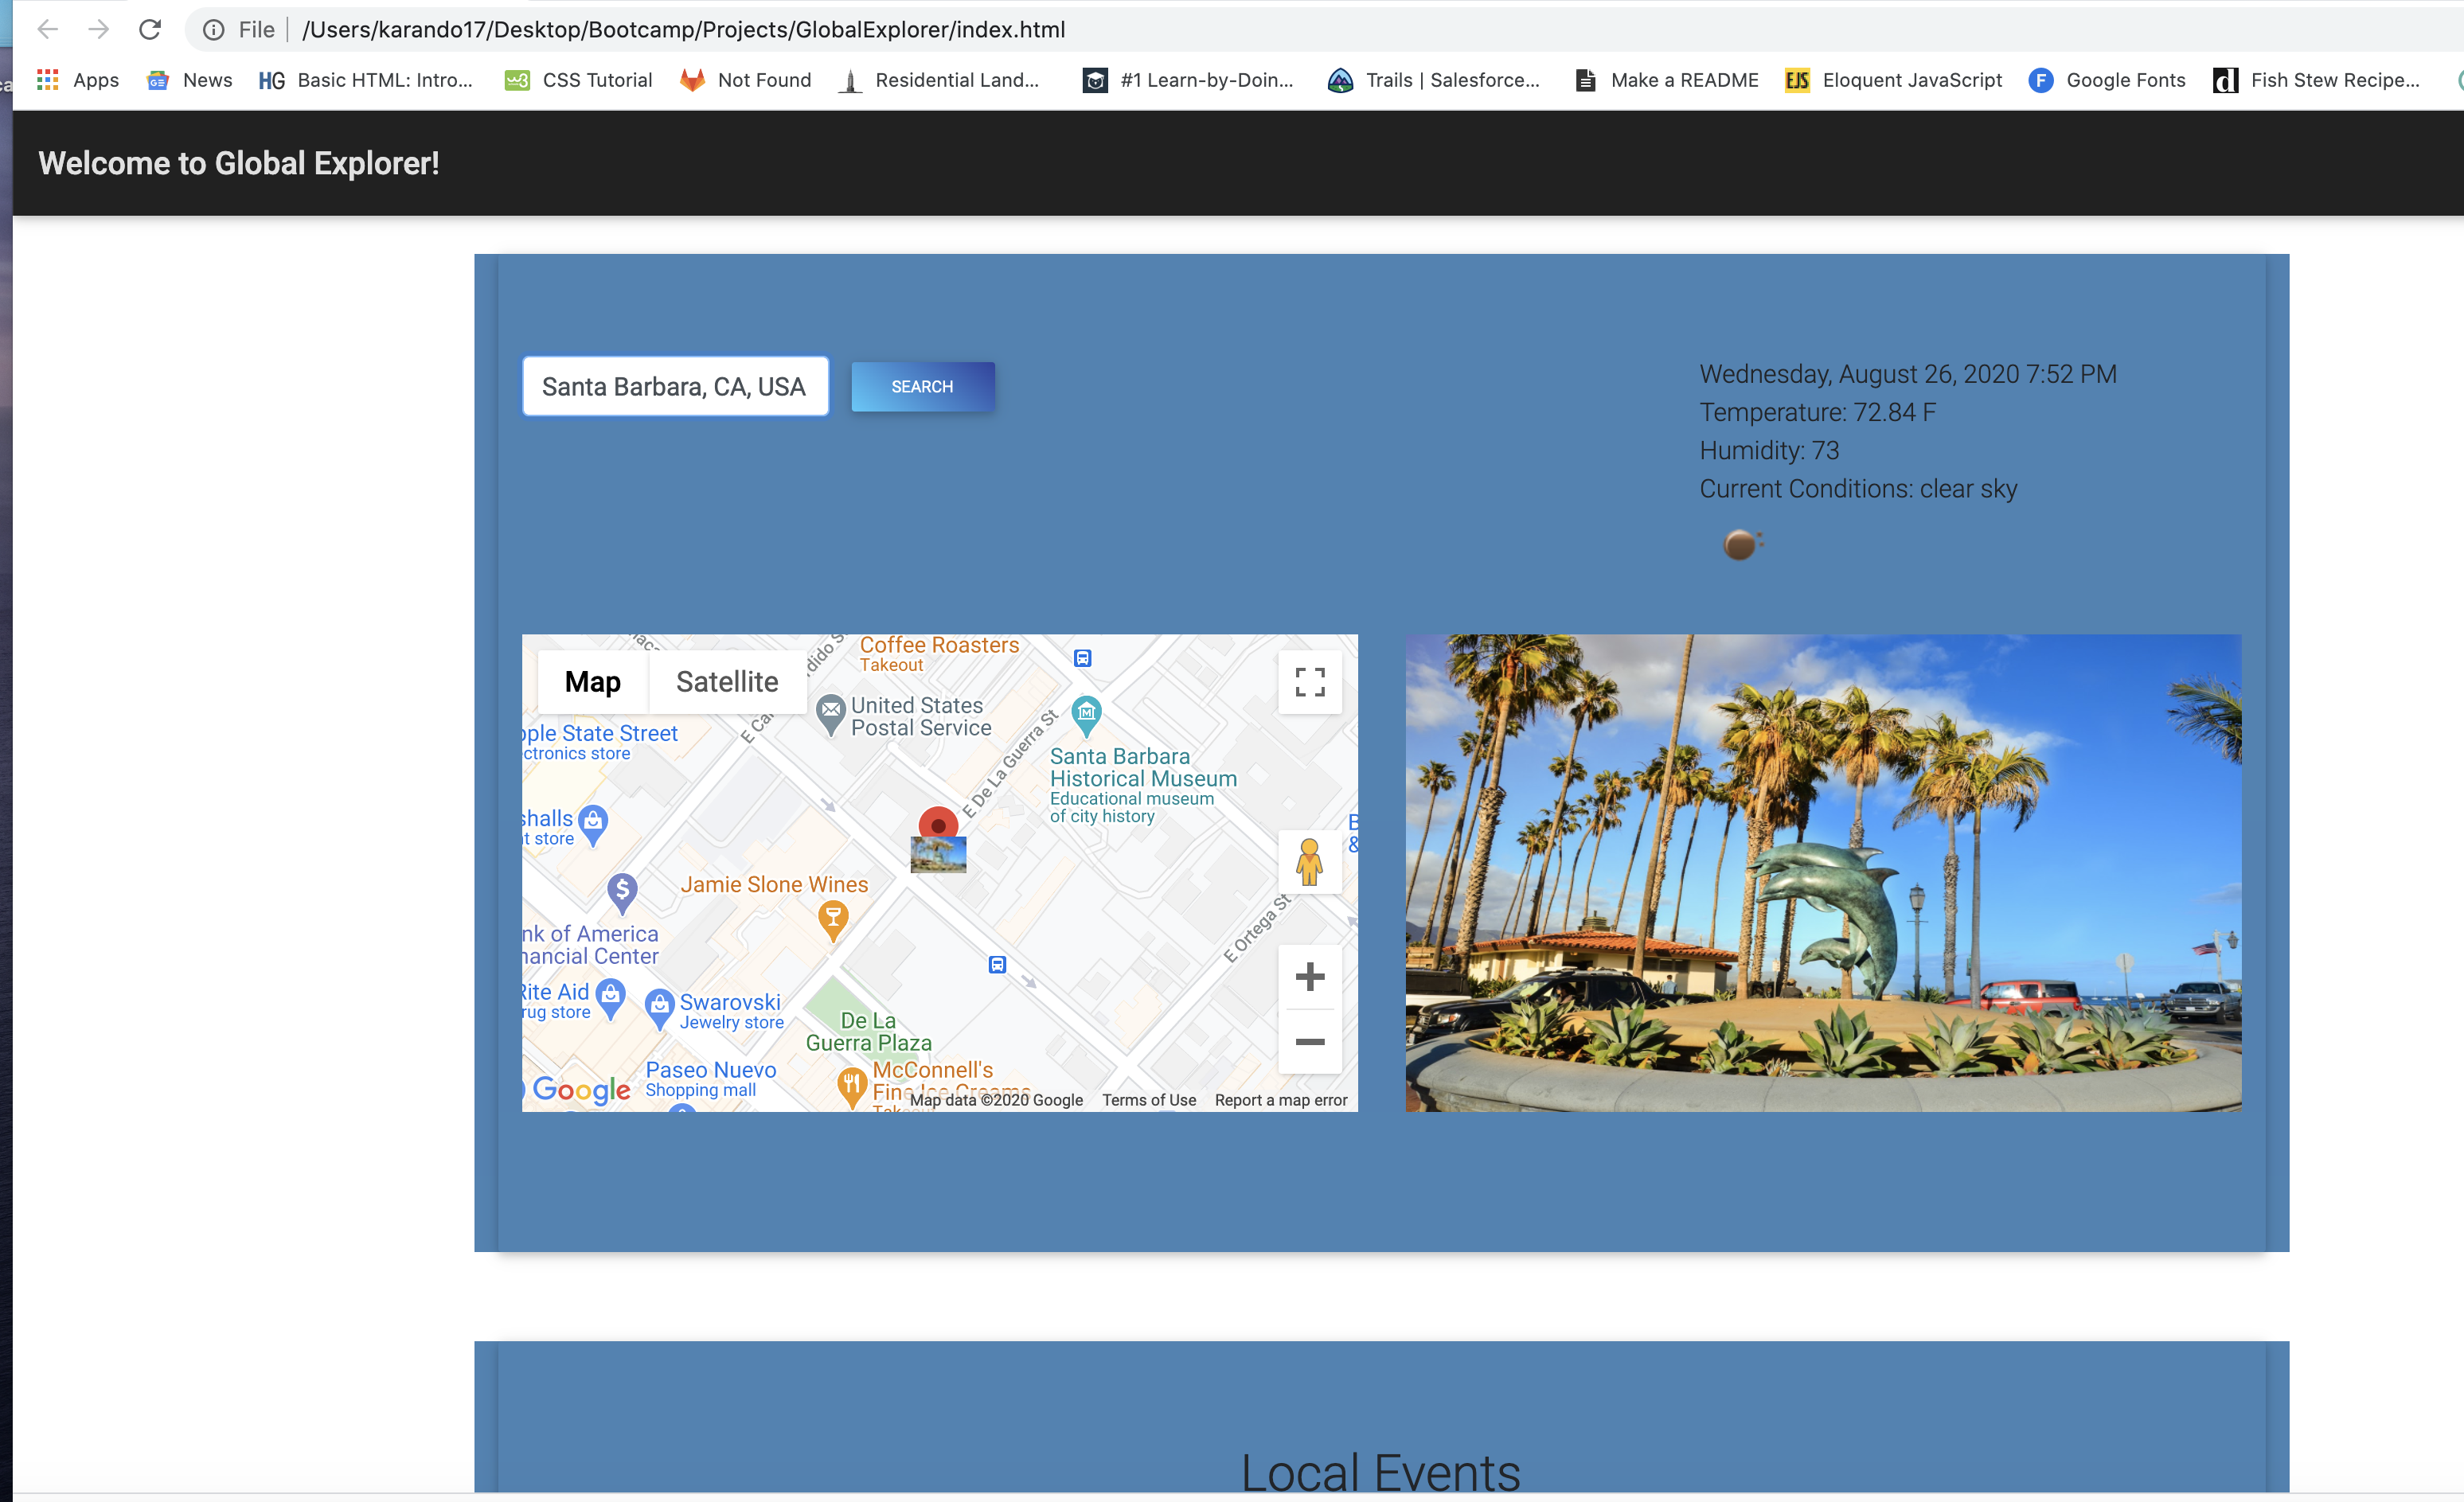 File /Users/karando17/Desktop/Bootcamp/Projects/GlobalExplorer/index.html
Apps News HG Basic HTML: Intro... w3 CSS Tutorial Not Found Residential Land... #1 Learn-by-Doin... Trails | Salesforce... Make a README EJS Eloquent JavaScript F Google Fonts d Fish Stew Recipe...
Welcome to Global Explorer!
Santa Barbara, CA, USA
SEARCH
Wednesday, August 26, 2020 7:52 PM
Temperature: 72.84 F
Humidity: 73
Current Conditions: clear sky
Map
Satellite
Coffee Roasters
Takeout
United States
Postal Service
E De La Guerra St
Santa Barbara
Historical Museum
Educational museum
of city history
ple State Street
ctronics store
shalls
t store
Jamie Slone Wines
nk of America
nancial Center
E Ortega St
Rite Aid
rug store
Swarovski
Jewelry store
De La
Guerra Plaza
Paseo Nuevo
Shopping mall
McConnell's
Fine Ice Creams
Google
Map data ©2020 Google
Terms of Use
Report a map error
Local Events